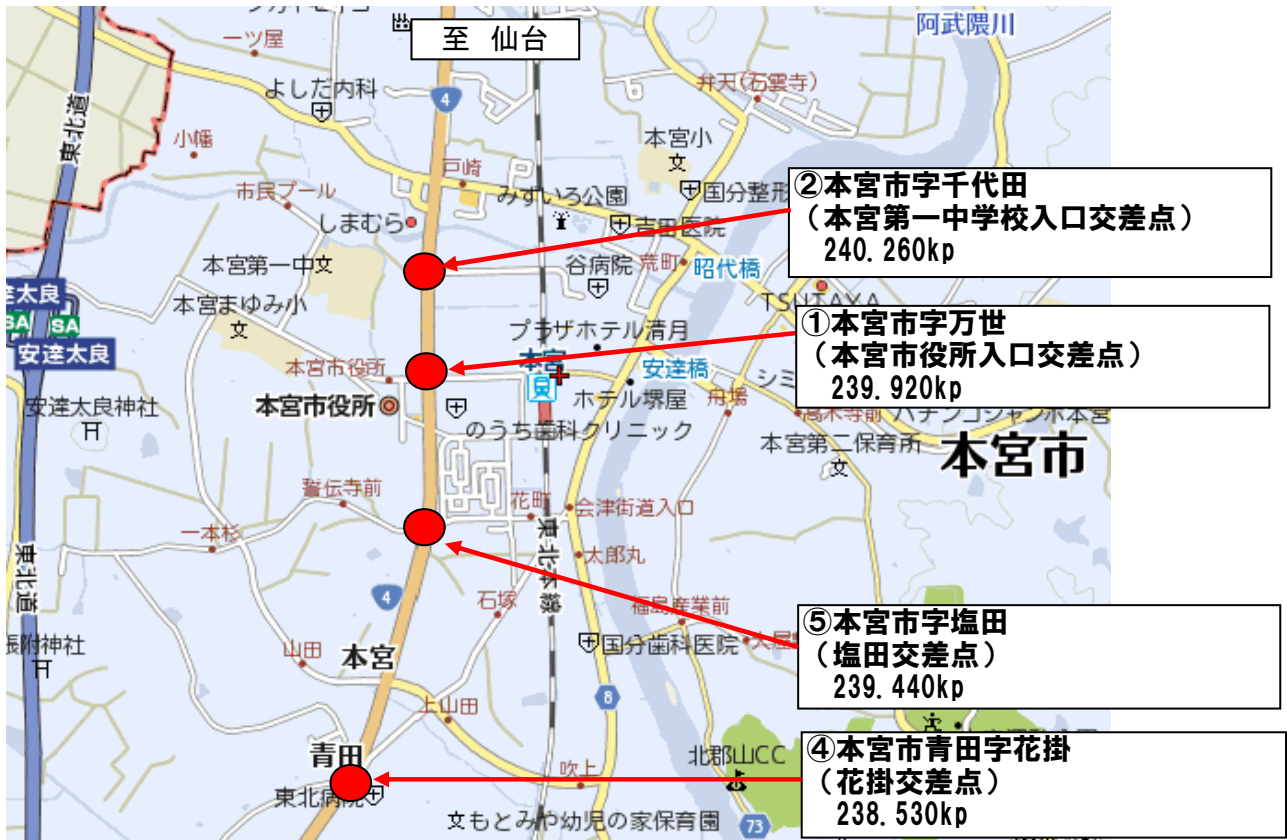 至 仙台
阿武隈川
一ツ屋
よしだ内科
4
弁天(石雲寺)
東北道
小幡
本宮小
戸崎
市民プール
みずいろ公園
国分整形
しまむら
吉田医院
②本宮市字千代田
(本宮第一中学校入口交差点)
240.260kp
本宮第一中
谷病院
荒町
昭代橋
安達太良
SA
SA
本宮まゆみ小
TSUTAYA
安達太良
プラザホテル清月
①本宮市字万世
(本宮市役所入口交差点)
239.920kp
本宮市役所
本宮
安達橋
安達太良神社
本宮市役所
ホテル堺屋
舟場
高木寺前
のうち歯科クリニック
本宮第二保育所
本宮市
誓伝寺前
花町
会津街道入口
一本杉
東北本線
太郎丸
東北道
4
石塚
福島産業前
⑤本宮市字塩田
(塩田交差点)
239.440kp
国分歯科医院
山田
本宮
8
上山田
青田
北郡山CC
④本宮市青田字花掛
(花掛交差点)
238.530kp
吹上
東北病院
もとみや幼児の家保育園
73